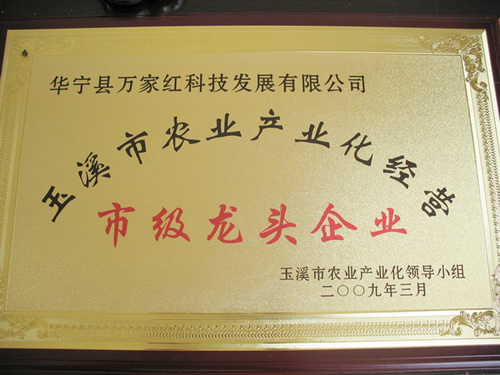 华宁县万家红科技发展有限公司
玉溪市农业产业化经营
市级龙头企业
玉溪市农业产业化领导小组
二〇〇九年三月